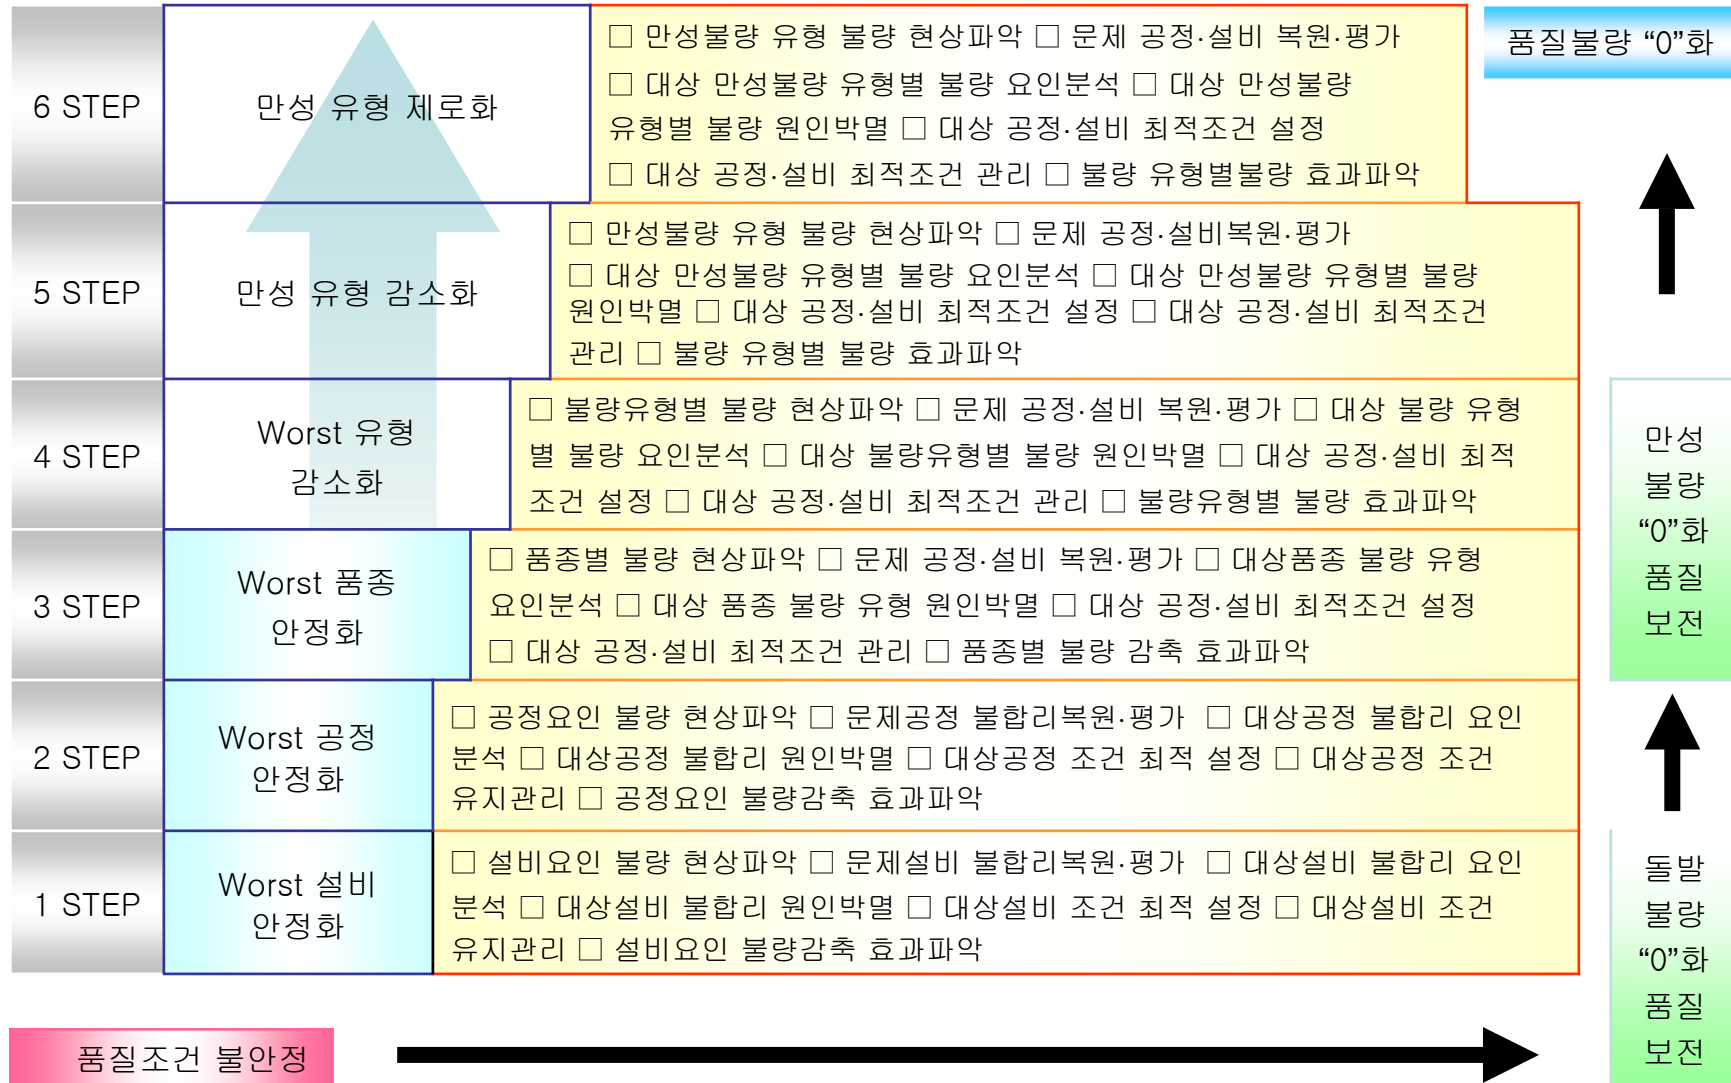 6 STEP
만성 유형 제로화
□ 만성불량 유형 불량 현상파악 □ 문제 공정·설비 복원·평가
□ 대상 만성불량 유형별 불량 요인분석 □ 대상 만성불량
유형별 불량 원인박멸 □ 대상 공정·설비 최적조건 설정
□ 대상 공정·설비 최적조건 관리 □ 불량 유형별불량 효과파악
품질불량 “0”화
5 STEP
만성 유형 감소화
□ 만성불량 유형 불량 현상파악 □ 문제 공정·설비복원·평가
□ 대상 만성불량 유형별 불량 요인분석 □ 대상 만성불량 유형별 불량
원인박멸 □ 대상 공정·설비 최적조건 설정 □ 대상 공정·설비 최적조건
관리 □ 불량 유형별 불량 효과파악
4 STEP
Worst 유형
감소화
□ 불량유형별 불량 현상파악 □ 문제 공정·설비 복원·평가 □ 대상 불량 유형
별 불량 요인분석 □ 대상 불량유형별 불량 원인박멸 □ 대상 공정·설비 최적
조건 설정 □ 대상 공정·설비 최적조건 관리 □ 불량유형별 불량 효과파악
3 STEP
Worst 품종
안정화
□ 품종별 불량 현상파악 □ 문제 공정·설비 복원·평가 □ 대상품종 불량 유형
요인분석 □ 대상 품종 불량 유형 원인박멸 □ 대상 공정·설비 최적조건 설정
□ 대상 공정·설비 최적조건 관리 □ 품종별 불량 감축 효과파악
만성
불량
“0”화
품질
보전
2 STEP
Worst 공정
안정화
□ 공정요인 불량 현상파악 □ 문제공정 불합리복원·평가 □ 대상공정 불합리 요인
분석 □ 대상공정 불합리 원인박멸 □ 대상공정 조건 최적 설정 □ 대상공정 조건
유지관리 □ 공정요인 불량감축 효과파악
1 STEP
Worst 설비
안정화
□ 설비요인 불량 현상파악 □ 문제설비 불합리복원·평가 □ 대상설비 불합리 요인
분석 □ 대상설비 불합리 원인박멸 □ 대상설비 조건 최적 설정 □ 대상설비 조건
유지관리 □ 설비요인 불량감축 효과파악
돌발
불량
“0”화
품질
보전
품질조건 불안정